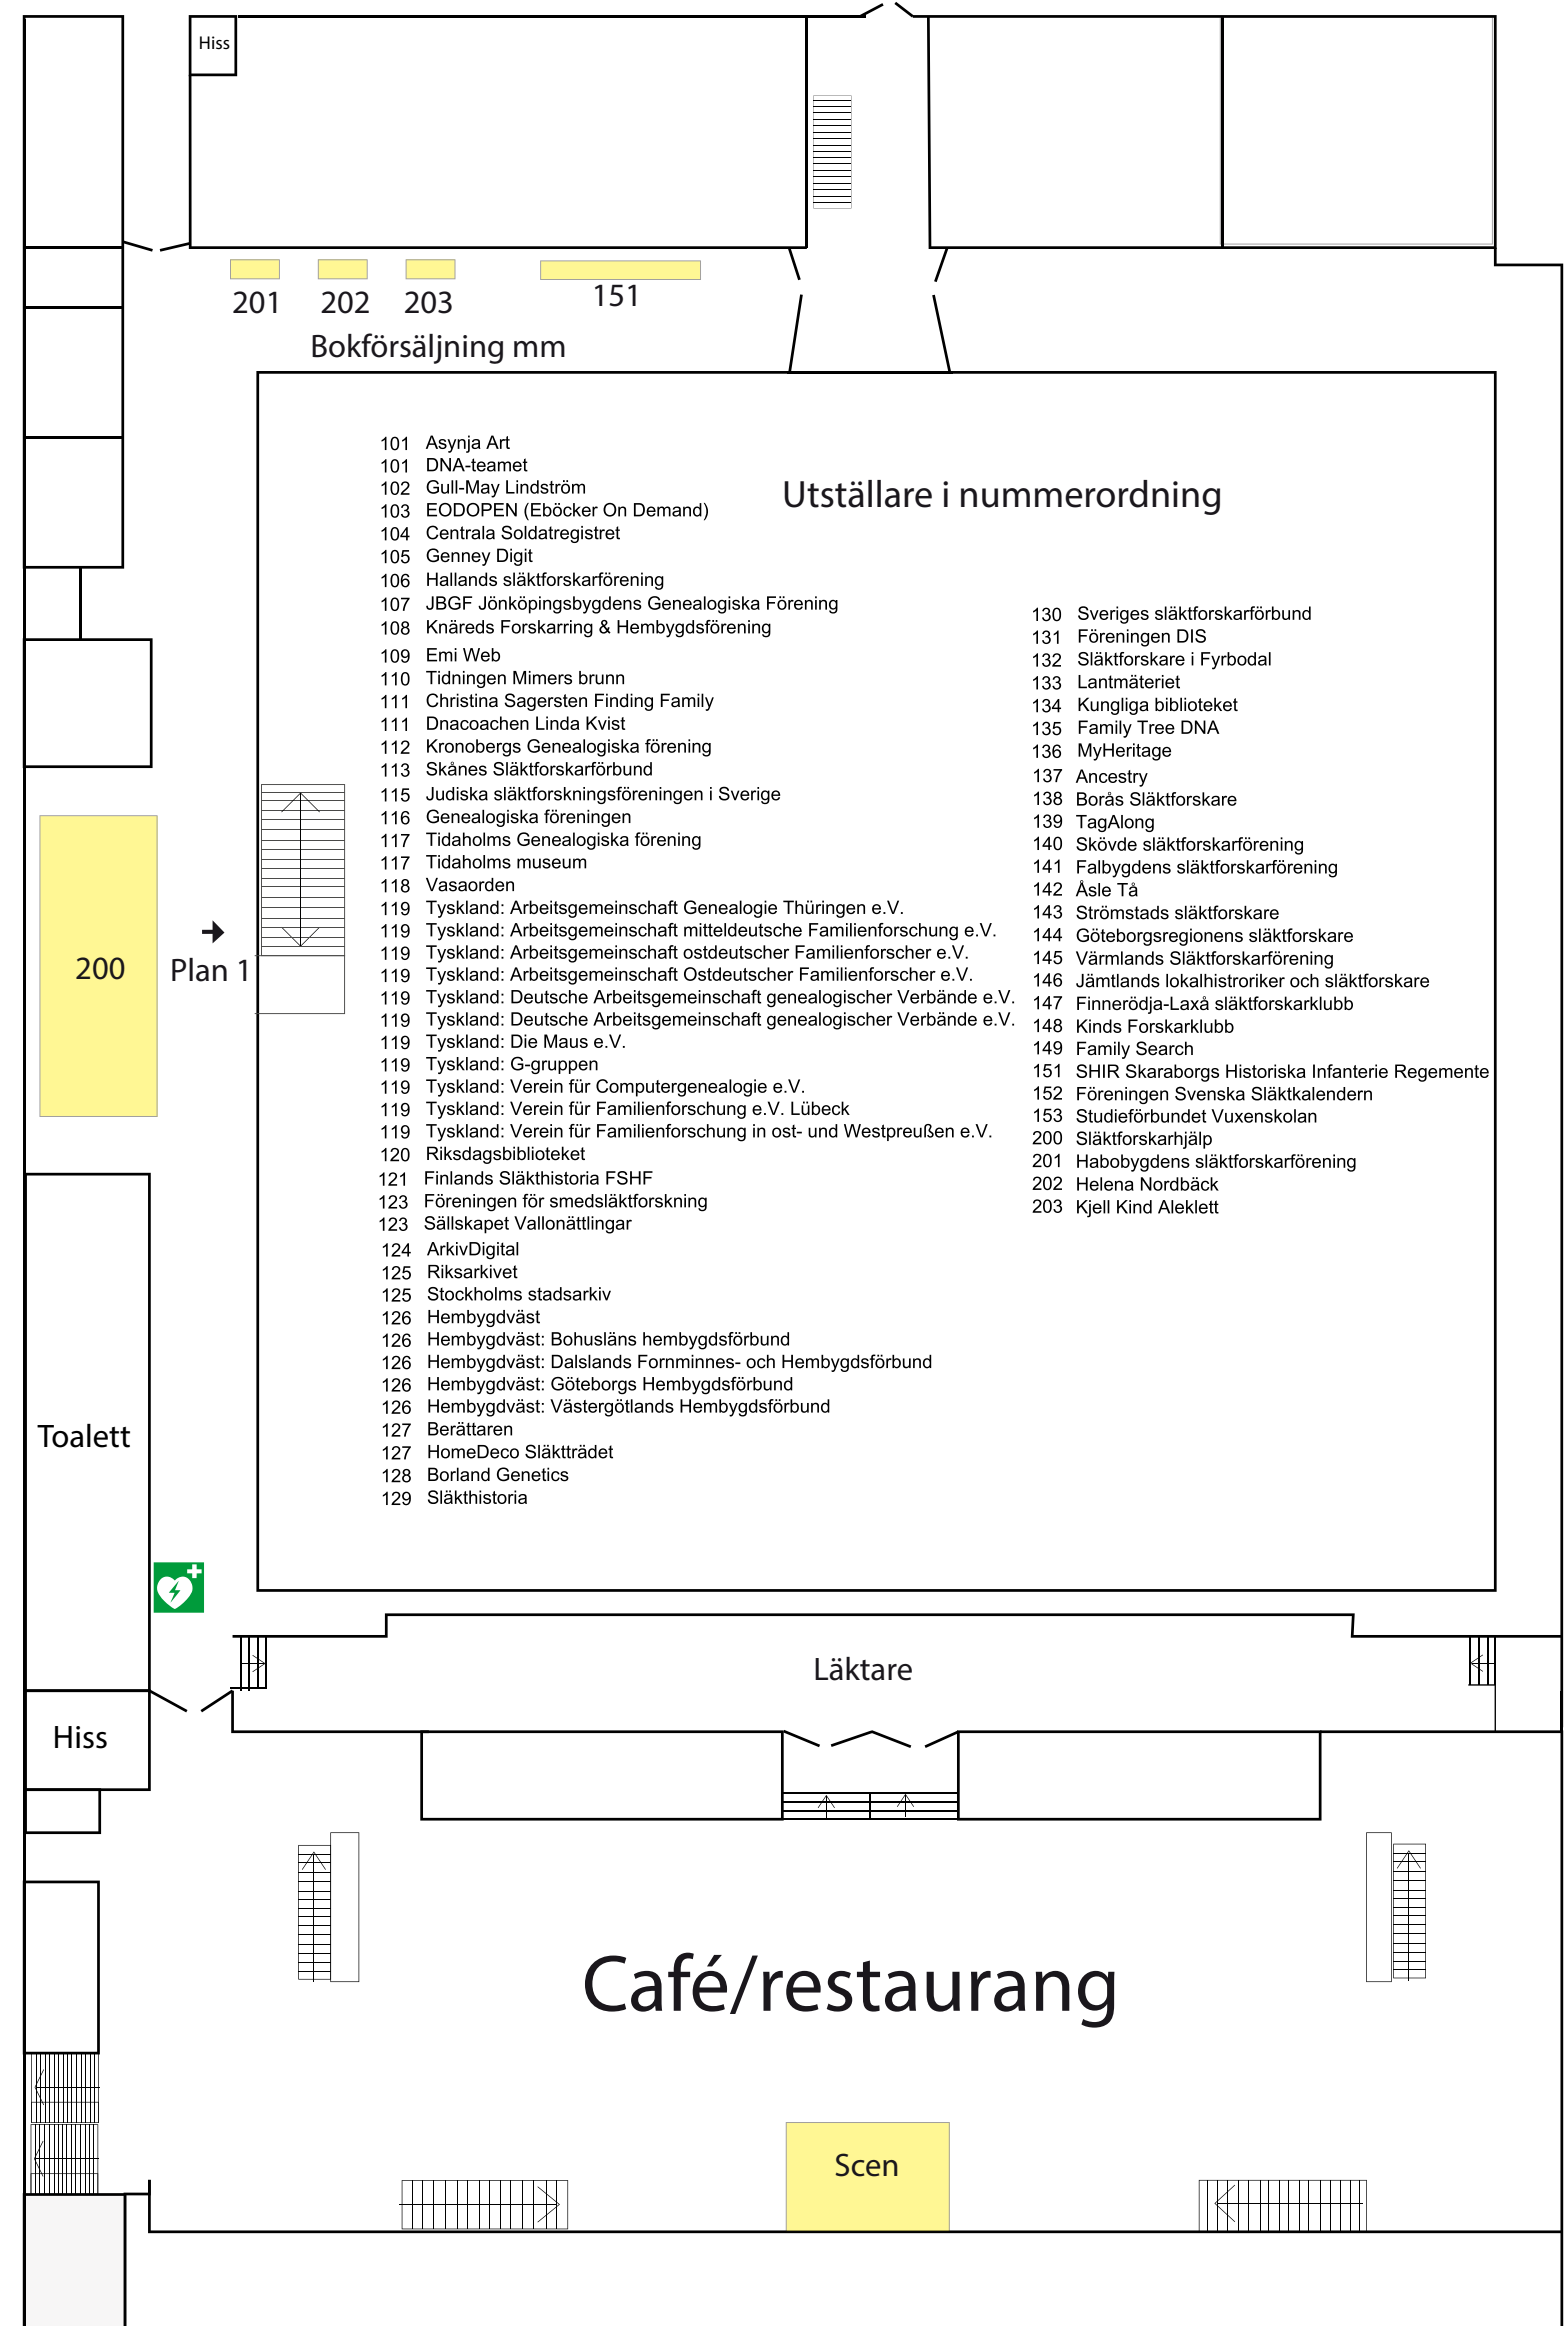 Hiss
201
202
203
151
Bokförsäljning mm
Utställare i nummerordning
101 Asynja Art
101 DNA-teamet
102 Gull-May Lindström
103 EODOPEN (Eböcker On Demand)
104 Centrala Soldatregistret
105 Genney Digit
106 Hallands släktforskarförening
107 JBGF Jönköpingsbygdens Genealogiska Förening
108 Knäreds Forskarring & Hembygdsförening
109 Emi Web
110 Tidningen Mimers brunn
111 Christina Sagersten Finding Family
111 Dnacoachen Linda Kvist
112 Kronobergs Genealogiska förening
113 Skånes Släktforskarförbund
115 Judiska släktforskningsföreningen i Sverige
116 Genealogiska föreningen
117 Tidaholms Genealogiska förening
117 Tidaholms museum
118 Vasaorden
119 Tyskland: Arbeitsgemeinschaft Genealogie Thüringen e.V.
119 Tyskland: Arbeitsgemeinschaft mitteldeutsche Familienforschung e.V.
119 Tyskland: Arbeitsgemeinschaft ostdeutscher Familienforscher e.V.
119 Tyskland: Arbeitsgemeinschaft Ostdeutscher Familienforscher e.V.
119 Tyskland: Deutsche Arbeitsgemeinschaft genealogischer Verbände e.V.
119 Tyskland: Deutsche Arbeitsgemeinschaft genealogischer Verbände e.V.
119 Tyskland: Die Maus e.V.
119 Tyskland: G-gruppen
119 Tyskland: Verein für Computergenealogie e.V.
119 Tyskland: Verein für Familienforschung e.V. Lübeck
119 Tyskland: Verein für Familienforschung in ost- und Westpreußen e.V.
120 Riksdagsbiblioteket
121 Finlands Släkthistoria FSHF
123 Föreningen för smedsläktforskning
123 Sällskapet Vallonättlingar
124 ArkivDigital
125 Riksarkivet
125 Stockholms stadsarkiv
126 Hembygdväst
126 Hembygdväst: Bohusläns hembygdsförbund
126 Hembygdväst: Dalslands Fornminnes- och Hembygdsförbund
126 Hembygdväst: Göteborgs Hembygdsförbund
126 Hembygdväst: Västergötlands Hembygdsförbund
127 Berättaren
127 HomeDeco Släktträdet
128 Borland Genetics
129 Släkthistoria
130 Sveriges släktforskarförbund
131 Föreningen DIS
132 Släktforskare i Fyrbodal
133 Lantmäteriet
134 Kungliga biblioteket
135 Family Tree DNA
136 MyHeritage
137 Ancestry
138 Borås Släktforskare
139 TagAlong
140 Skövde släktforskarförening
141 Falbygdens släktforskarförening
142 Åsle Tå
143 Strömstads släktforskare
144 Göteborgsregionens släktforskare
145 Värmlands Släktforskarförening
146 Jämtlands lokalhistroriker och släktforskare
147 Finnerödja-Laxå släktforskarklubb
148 Kinds Forskarklubb
149 Family Search
151 SHIR Skaraborgs Historiska Infanterie Regemente
152 Föreningen Svenska Släktkalendern
153 Studieförbundet Vuxenskolan
200 Släktforskarhjälp
201 Habobygdens släktforskarförening
202 Helena Nordbäck
203 Kjell Kind Aleklett
200
Plan 1
Toalett
Läktare
Hiss
Café/restaurang
Scen